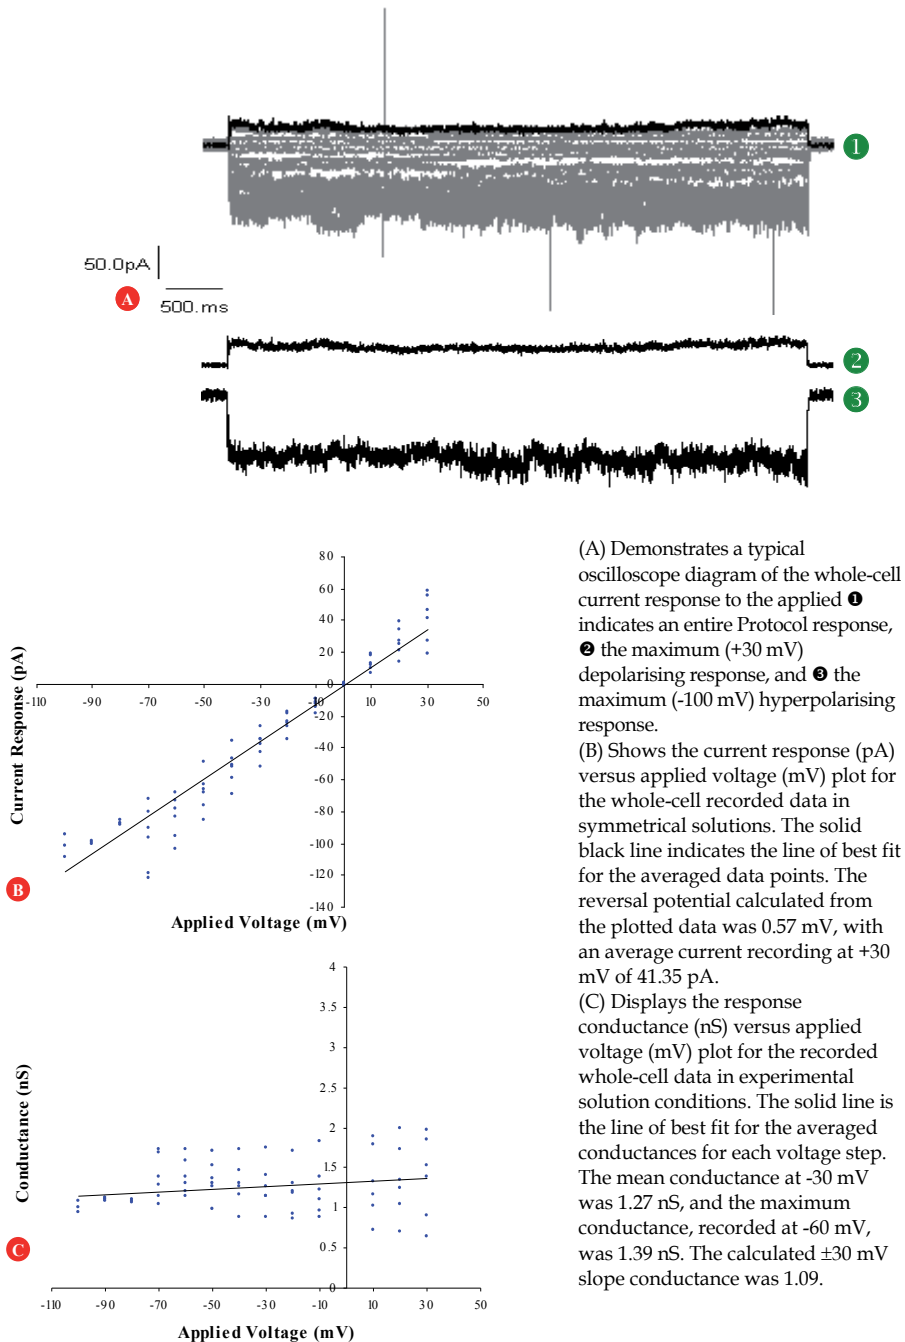 1
50.0pA
A
500.ms
2
3
80
60
40
20
0
-20
-40
-60
-80
-100
-120
-140
-110
-90
-70
-50
-30
-10
10
30
50
Current Response (pA)
B
Applied Voltage (mV)
(A) Demonstrates a typical
oscilloscope diagram of the whole-cell
current response to the applied ❶
indicates an entire Protocol response,
❷ the maximum (+30 mV)
depolarising response, and ❸ the
maximum (-100 mV) hyperpolarising
response.
(B) Shows the current response (pA)
versus applied voltage (mV) plot for
the whole-cell recorded data in
symmetrical solutions. The solid
black line indicates the line of best fit
for the averaged data points. The
reversal potential calculated from
the plotted data was 0.57 mV, with
an average current recording at +30
mV of 41.35 pA.
(C) Displays the response
conductance (nS) versus applied
voltage (mV) plot for the recorded
whole-cell data in experimental
solution conditions. The solid line is
the line of best fit for the averaged
conductances for each voltage step.
The mean conductance at -30 mV
was 1.27 nS, and the maximum
conductance, recorded at -60 mV,
was 1.39 nS. The calculated ±30 mV
slope conductance was 1.09.
4
3.5
3
2.5
2
1.5
1
0.5
0
Conductance (nS)
C
-110
-90
-70
-50
-30
-10
10
30
50
Applied Voltage (mV)